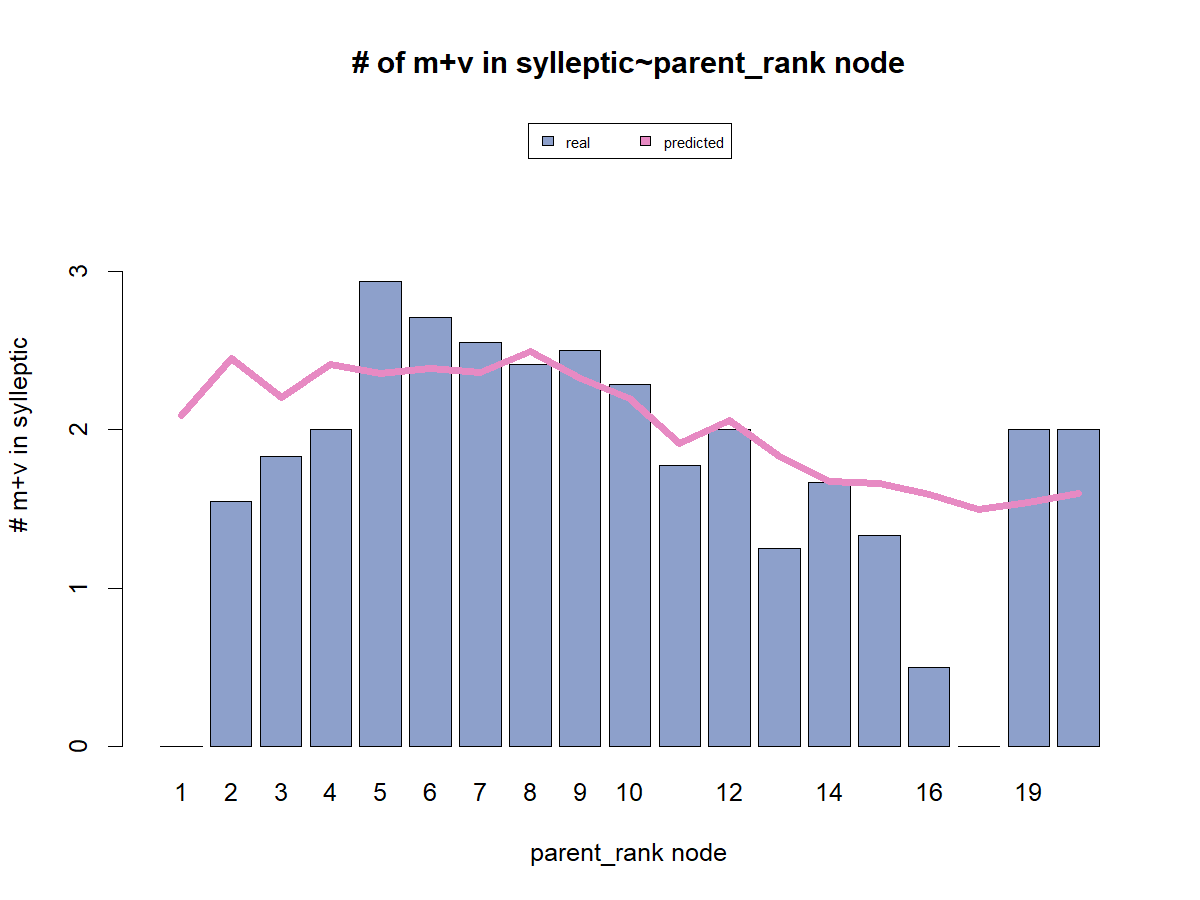 # of m+v in sylleptic~parent_rank node
real predicted
# m+v in sylleptic
3
2
1
0
1 2 3 4 5 6 7 8 9 10 12 14 16 19
parent_rank node